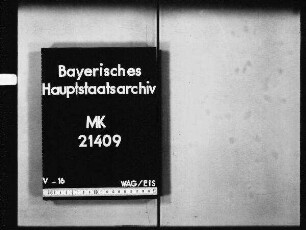 Bayerisches
Hauptstaatsarchiv
MK
21409
V - 16 WAG/EIS